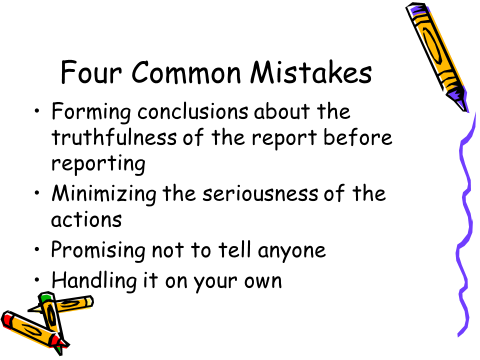 Four Common Mistakes
• Forming conclusions about the
truthfulness of the report before
reporting
• Minimizing the seriousness of the
actions
• Promising not to tell anyone
• Handling it on your own